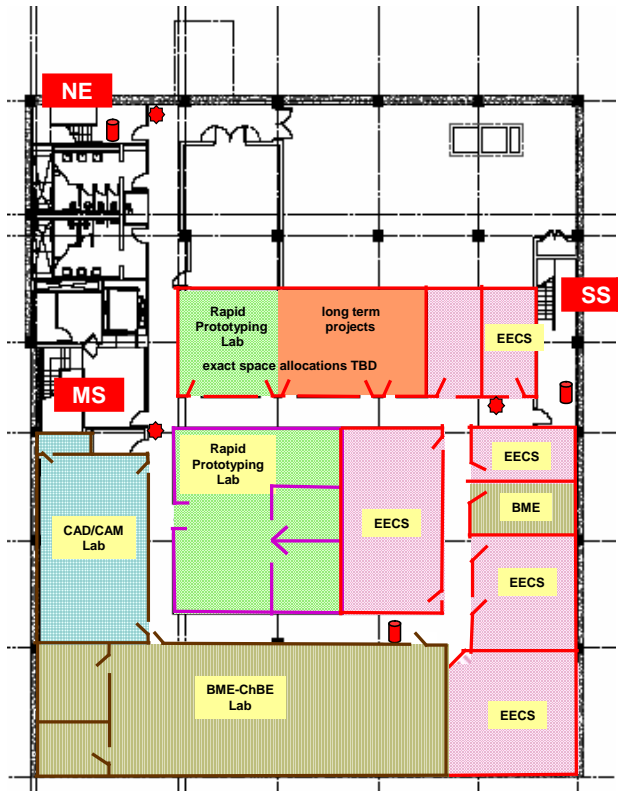 NE
SS
Rapid
Prototyping
Lab
long term
projects
EECS
exact space allocations TBD
MS
Rapid
Prototyping
Lab
EECS
BME
CAD/CAM
Lab
EECS
EECS
BME-ChBE
Lab
EECS